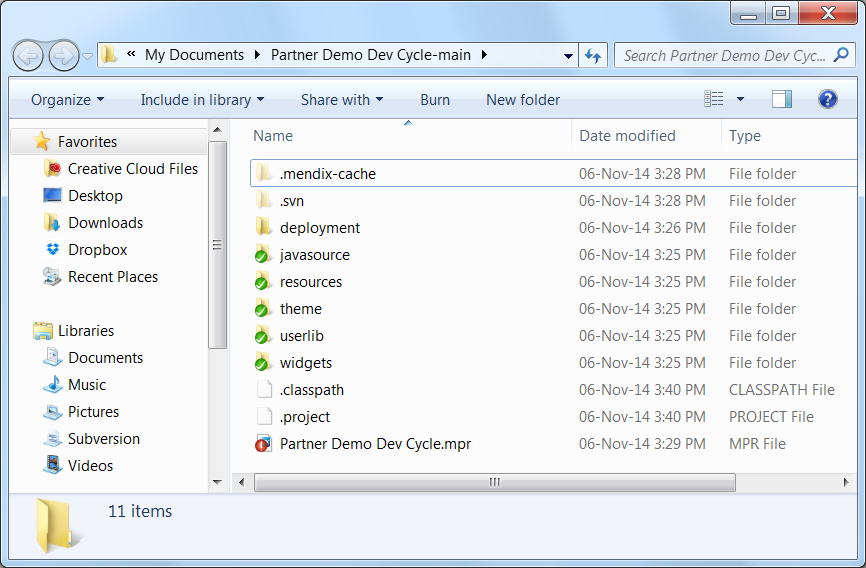 « My Documents Partner Demo Dev Cycle-main Search Partner Demo Dev Cyc...
Organize Include in library Share with Burn New folder
Name Date modified Type
Favorites
Creative Cloud Files
Desktop
Downloads
Dropbox
Recent Places
Libraries
Documents
Music
Pictures
Subversion
Videos
.mendix-cache 06-Nov-14 3:28 PM File folder
.svn 06-Nov-14 3:28 PM File folder
deployment 06-Nov-14 3:26 PM File folder
javasource 06-Nov-14 3:25 PM File folder
resources 06-Nov-14 3:25 PM File folder
theme 06-Nov-14 3:25 PM File folder
userlib 06-Nov-14 3:25 PM File folder
widgets 06-Nov-14 3:25 PM File folder
.classpath 06-Nov-14 3:40 PM CLASSPATH File
.project 06-Nov-14 3:40 PM PROJECT File
Partner Demo Dev Cycle.mpr 06-Nov-14 3:29 PM MPR File
11 items